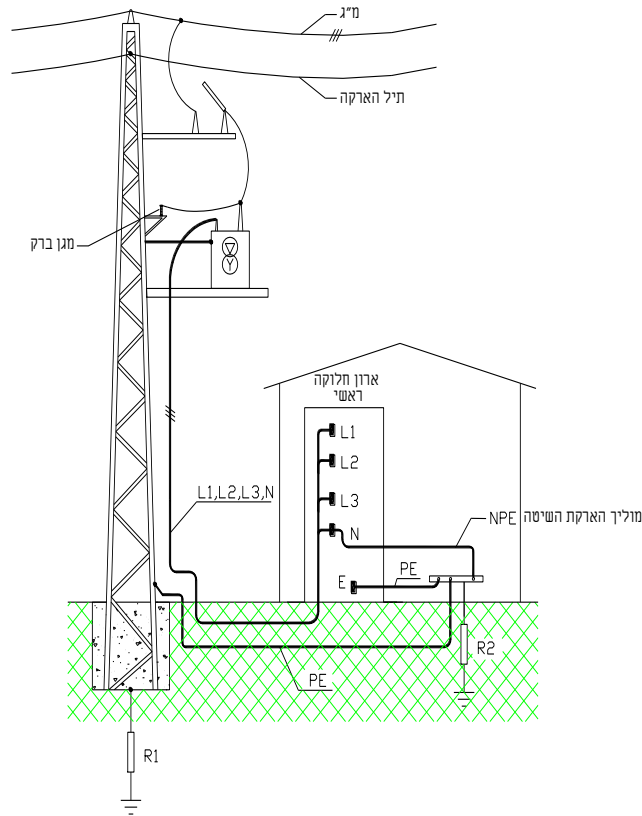 מ"ג
תיל הארקה
מגן ברק
ארון חלוקה
ראשי
L1
L2
L3
N
L1,L2,L3,N
NPE מוליך הארקת השיטה
PE
E
R2
PE
R1